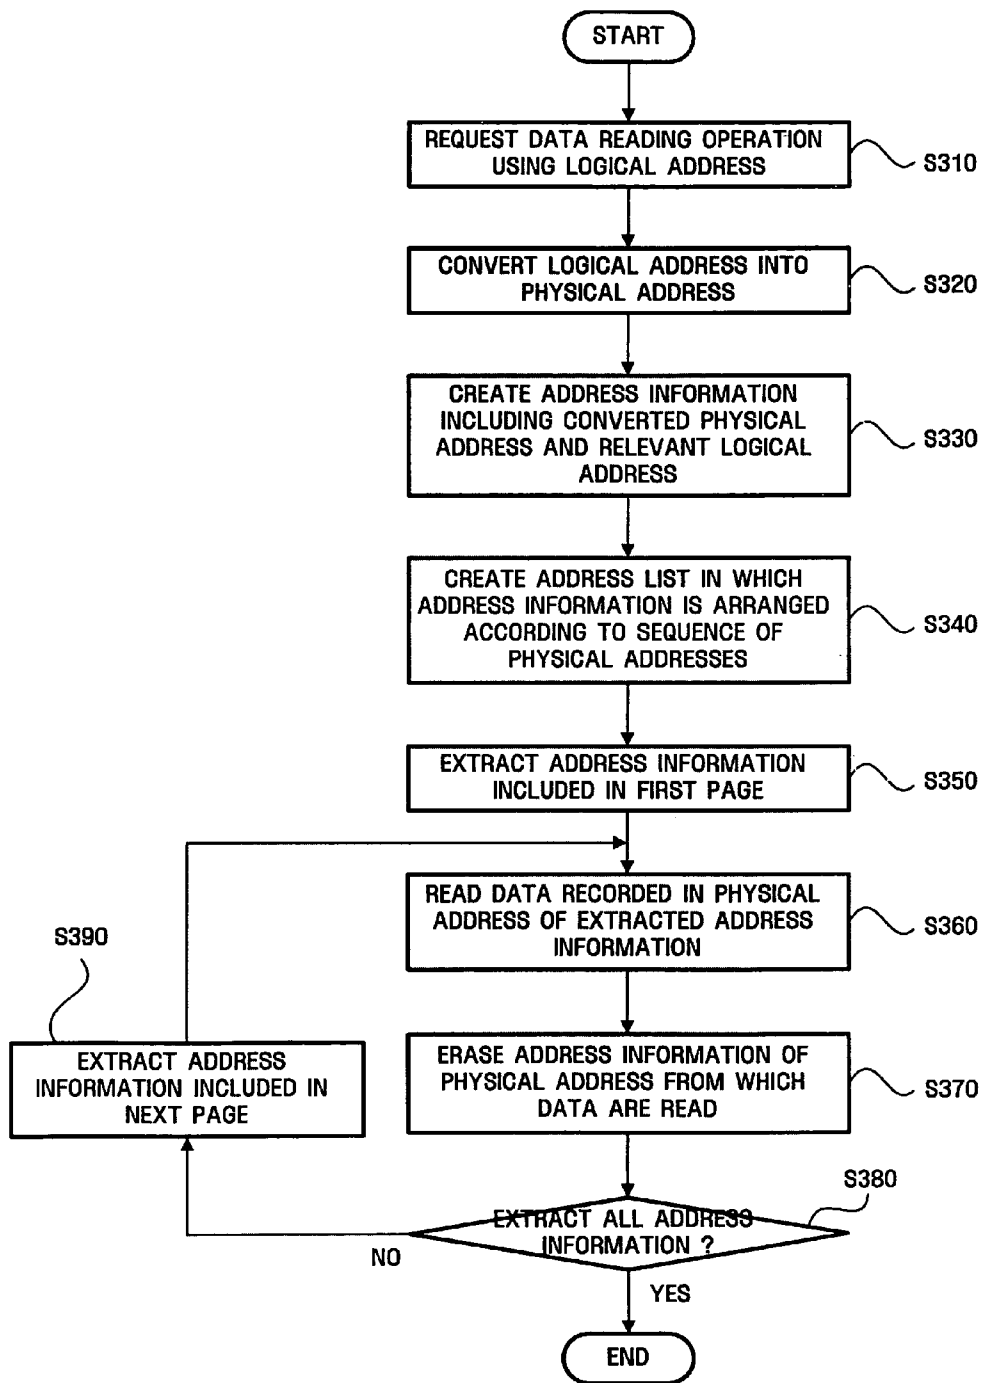 START
REQUEST DATA READING OPERATION
USING LOGICAL ADDRESS
S310
CONVERT LOGICAL ADDRESS INTO
PHYSICAL ADDRESS
S320
CREATE ADDRESS INFORMATION
INCLUDING CONVERTED PHYSICAL
ADDRESS AND RELEVANT LOGICAL
ADDRESS
S330
CREATE ADDRESS LIST IN WHICH
ADDRESS INFORMATION IS ARRANGED
ACCORDING TO SEQUENCE OF
PHYSICAL ADDRESSES
S340
EXTRACT ADDRESS INFORMATION
INCLUDED IN FIRST PAGE
S350
READ DATA RECORDED IN PHYSICAL
ADDRESS OF EXTRACTED ADDRESS
INFORMATION
S360
S390
EXTRACT ADDRESS
INFORMATION INCLUDED IN
NEXT PAGE
ERASE ADDRESS INFORMATION OF
PHYSICAL ADDRESS FROM WHICH
DATA ARE READ
S370
S380
EXTRACT ALL ADDRESS
INFORMATION ?
NO
YES
END